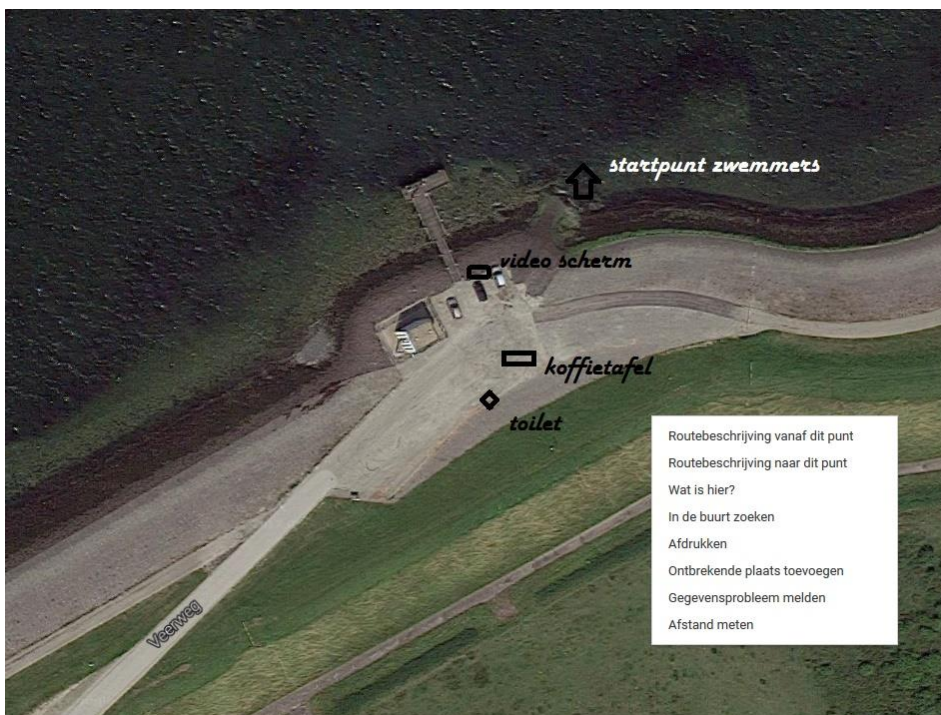 startpunt zwemmers
video scherm
koffietafel
toilet
Routebeschrijving vanaf dit punt
Routebeschrijving naar dit punt
Wat is hier?
In de buurt zoeken
Afdrukken
Ontbrekende plaats toevoegen
Gegevensprobleem melden
Afstand meten
Veerweg